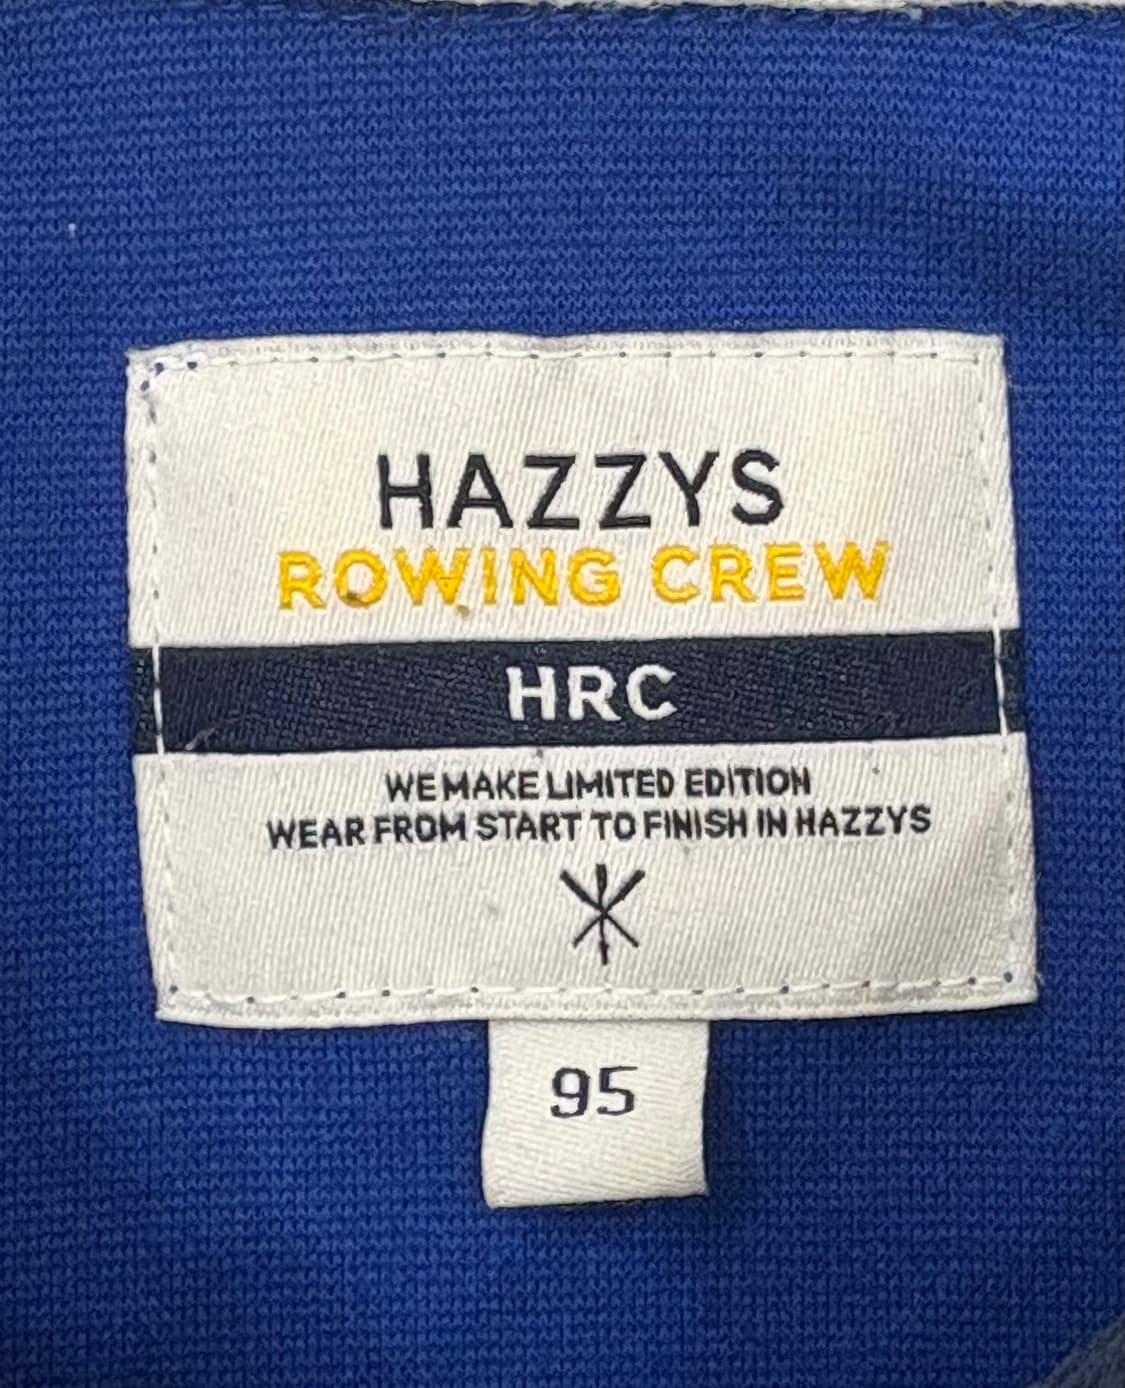 HAZZYS
ROWING CREW
HRC
WE MAKE LIMITED EDITION
WEAR FROM START TO FINISH IN HAZZYS
95